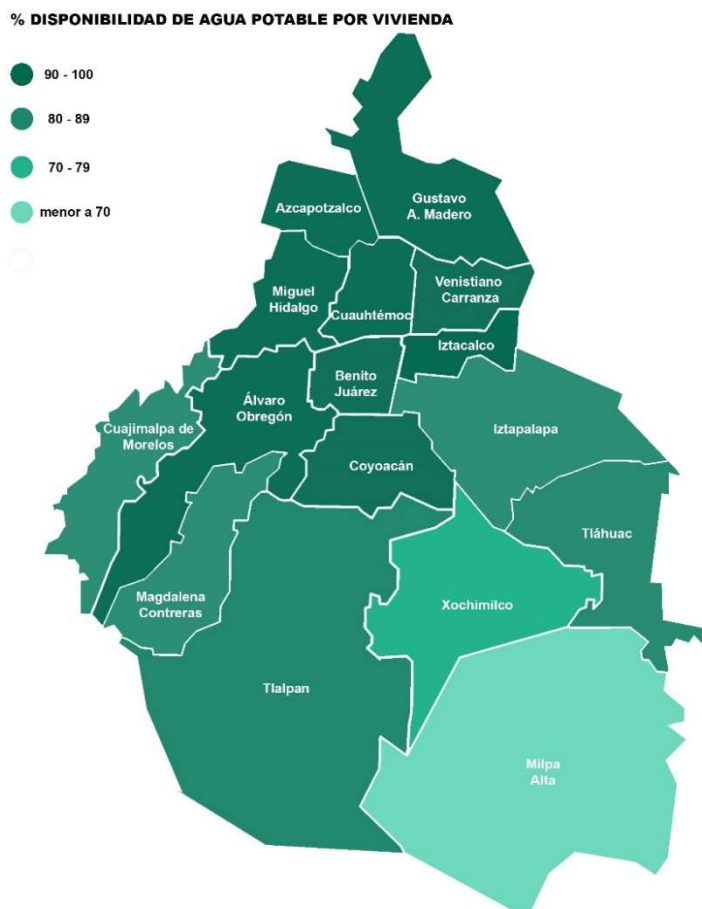 % DISPONIBILIDAD DE AGUA POTABLE POR VIVIENDA
90 - 100
80 - 89
70 - 79
menor a 70
Gustavo
A. Madero
Azcapotzalco
Miguel
Hidalgo
Cuauhtémoc
Venistiano
Carranza
Iztacalco
Benito
Juárez
Álvaro
Obregón
Cuajimalpa de
Morelos
Iztapalapa
Coyoacán
Tláhuac
Magdalena
Contreras
Xochimilco
Tlalpan
Milpa
Alta